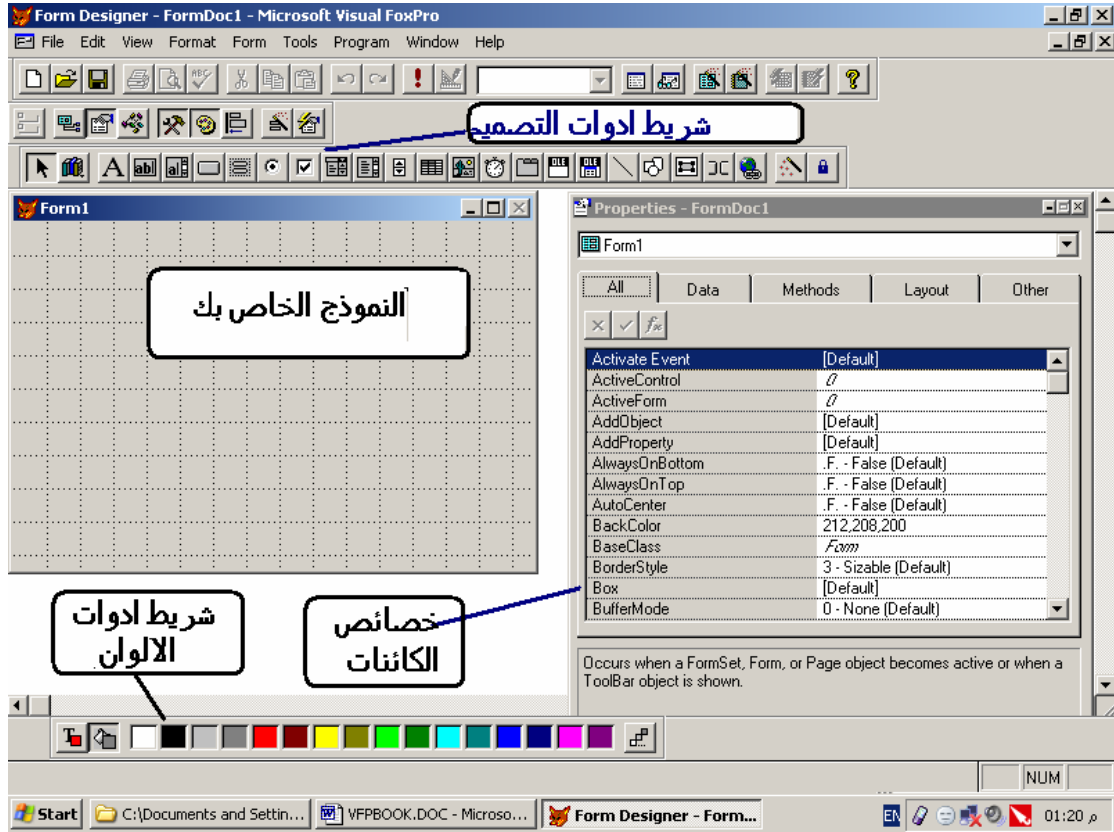 Form Designer - FormDoc1 - Microsoft Visual FoxPro
File Edit View Format Form Tools Program Window Help
شريط ادوات التصميم
Form1
النموذج الخاص بك
Properties - FormDoc1
Form1
All Data Methods Layout Other
Activate Event [Default]
ActiveControl 0
ActiveForm 0
AddObject [Default]
AddProperty [Default]
AlwaysOnBottom .F. - False (Default)
AlwaysOnTop .F. - False (Default)
AutoCenter .F. - False (Default)
BackColor 212,208,200
BaseClass Form
BorderStyle 3 - Sizable (Default)
Box [Default]
BufferMode 0 - None (Default)
Occurs when a FormSet, Form, or Page object becomes active or when a
ToolBar object is shown.
شريط ادوات
الالوان
خصائص
الكائنات
NUM
Start C:\Documents and Settin... VFPBOOK.DOC - Microso... Form Designer - Form... EN 01:20 م